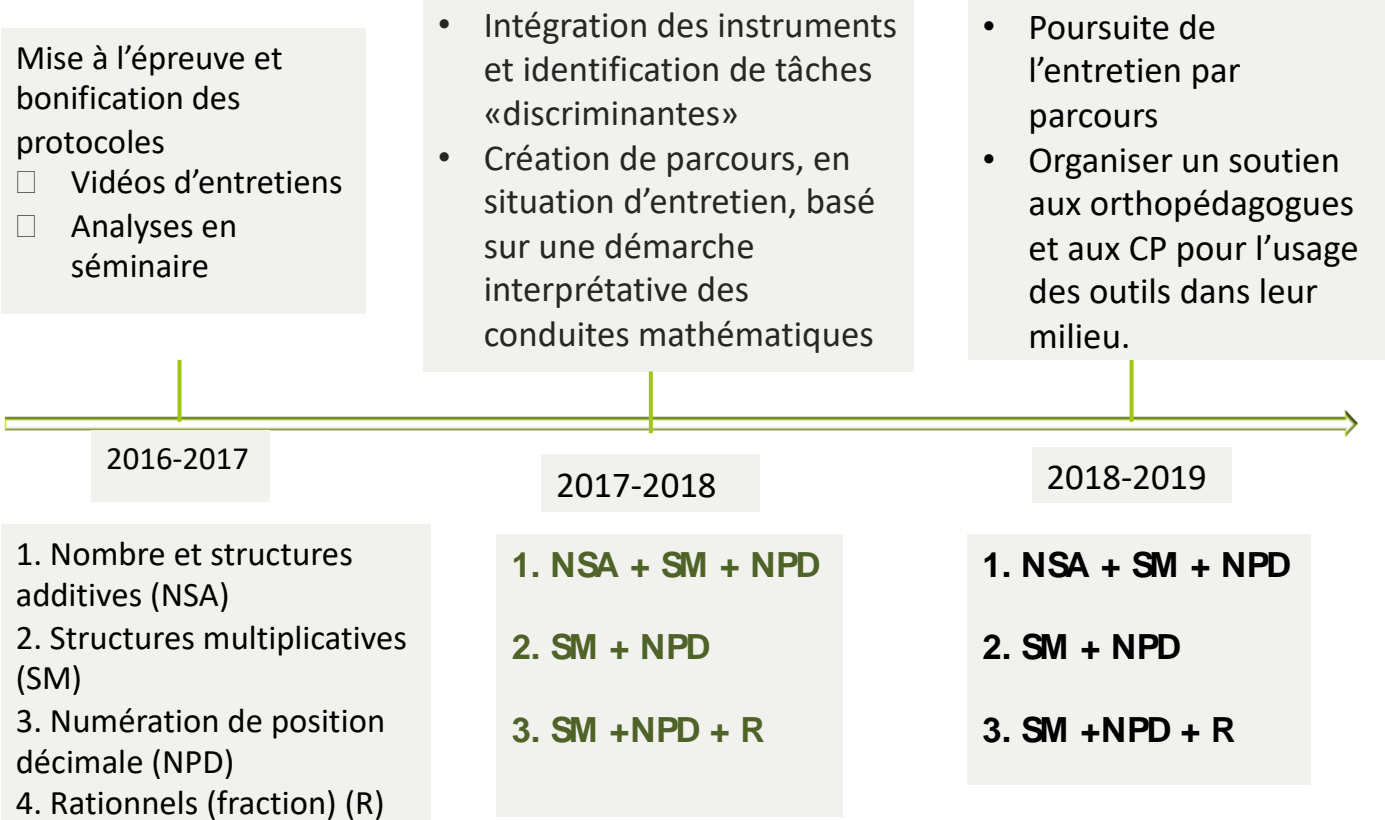 Mise à l’épreuve et
bonification des
protocoles
□ Vidéos d’entretiens
□ Analyses en
séminaire
• Intégration des instruments
et identification de tâches
«discriminantes»
• Création de parcours, en
situation d’entretien, basé
sur une démarche
interprétative des
conduites mathématiques
• Poursuite de
l’entretien par
parcours
• Organiser un soutien
aux orthopédagogues
et aux CP pour l’usage
des outils dans leur
milieu.
2016-2017
2017-2018
2018-2019
1. Nombre et structures
additives (NSA)
2. Structures multiplicatives
(SM)
3. Numération de position
décimale (NPD)
4. Rationnels (fraction) (R)
1. NSA + SM + NPD
2. SM + NPD
3. SM +NPD + R
1. NSA + SM + NPD
2. SM + NPD
3. SM +NPD + R